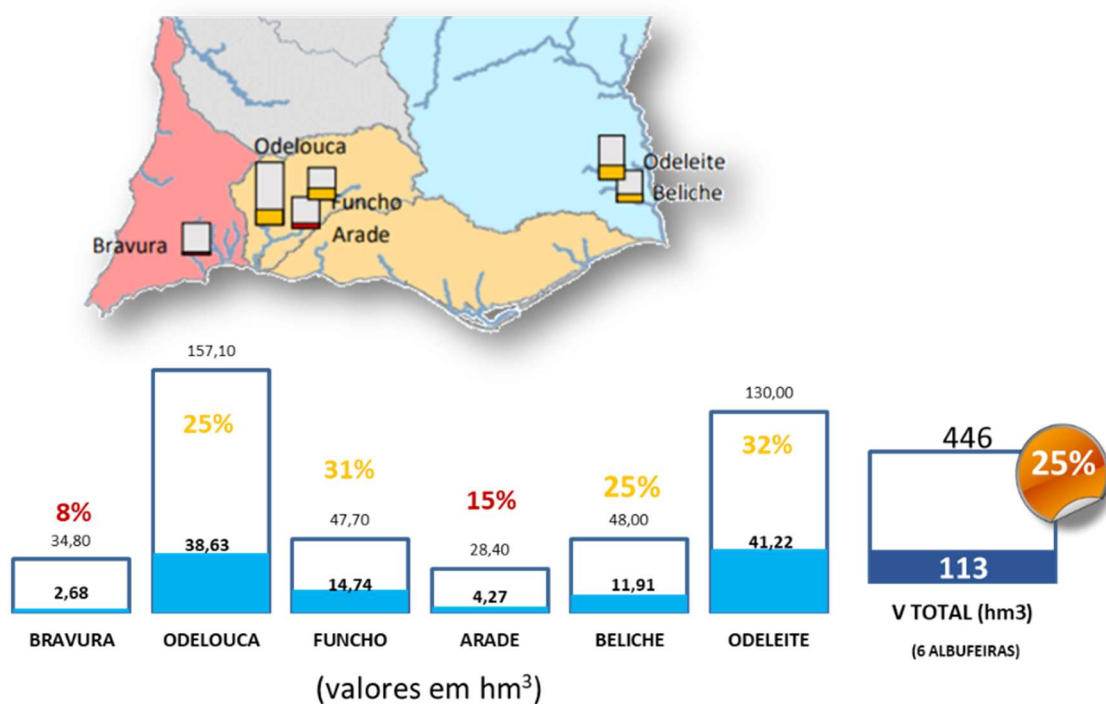 Odelouca
Odeleite
Beliche
Funcho
Bravura
Arade
157,10
130,00
446
25%
32%
25%
31%
25%
15%
8%
47,70
48,00
34,80
28,40
38,63
41,22
2,68
14,74
4,27
11,91
113
BRAVURA
ODELOUCA
FUNCHO
ARADE
BELICHE
ODELEITE
V TOTAL (hm3)
(6 ALBUFEIRAS)
(valores em hm³)